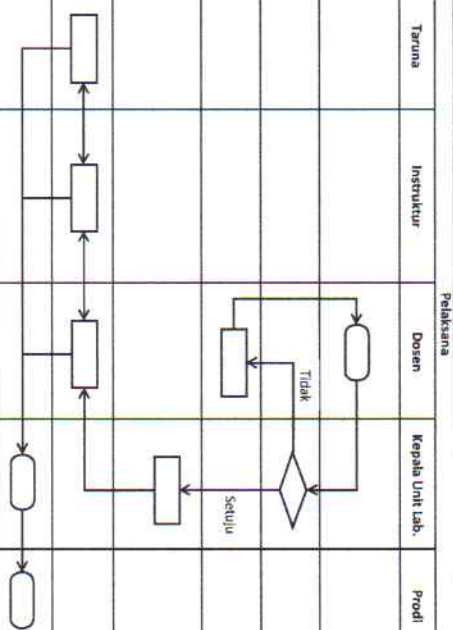 Pelaksana
Taruna
Instruktur
Dosen
Kepala Unit Lab.
Prodi
Tidak
Setuju